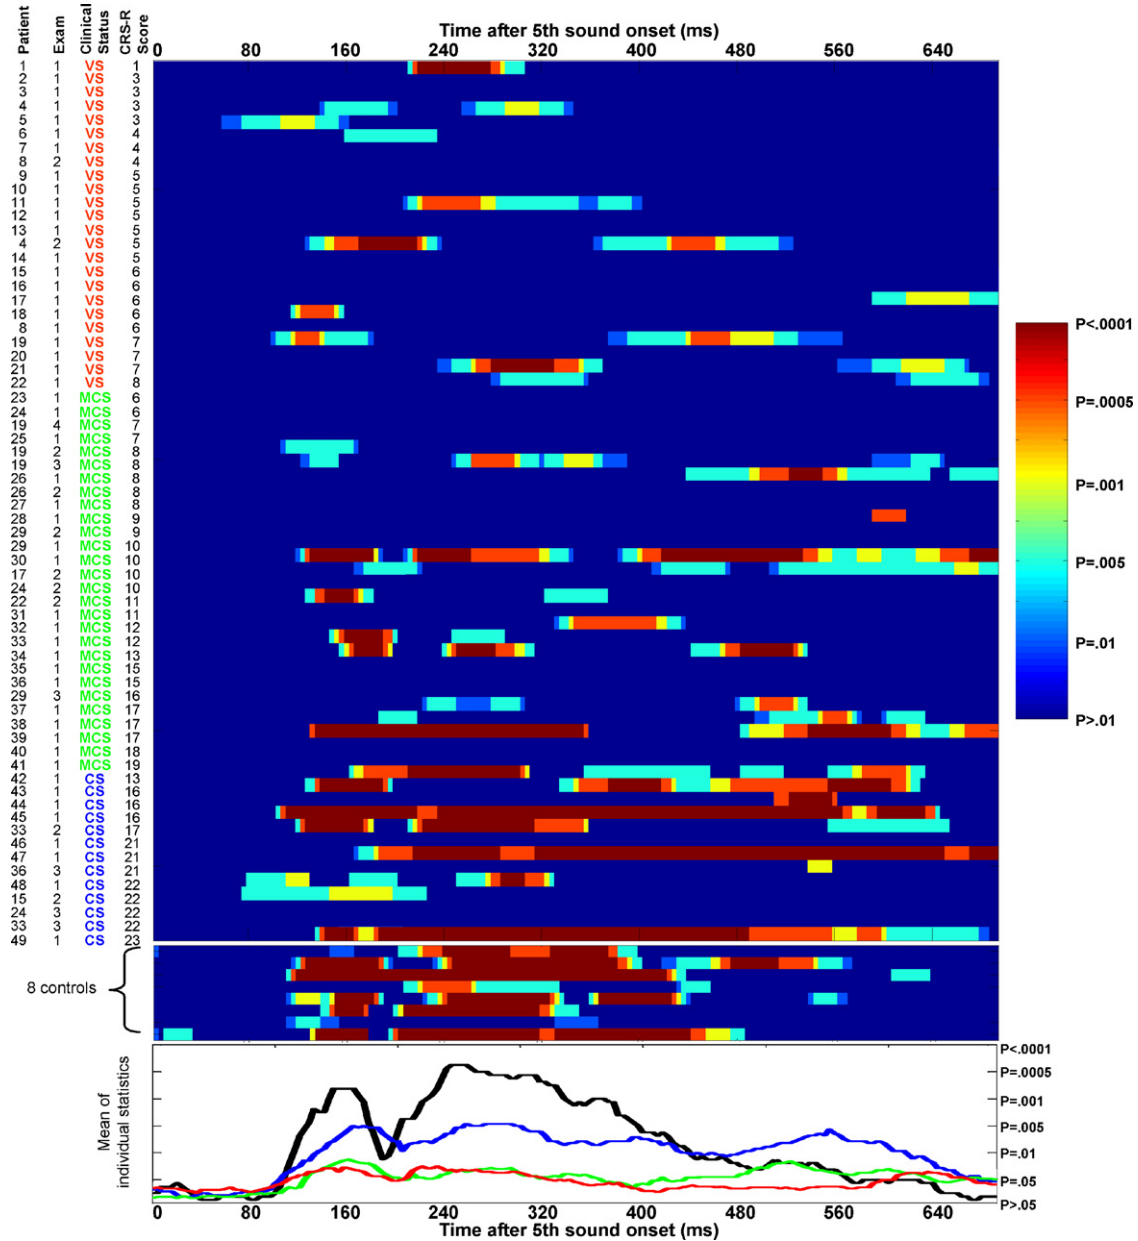 Patient Exam Clinical Status CRS-R Score
Time after 5th sound onset (ms)
0 80 160 240 320 400 480 560 640
1 1 VS 1
2 1 VS 3
3 1 VS 3
4 1 VS 3
5 1 VS 3
6 1 VS 4
7 1 VS 4
8 2 VS 4
9 1 VS 5
10 1 VS 5
11 1 VS 5
12 1 VS 5
13 1 VS 5
4 2 VS 5
14 1 VS 5
15 1 VS 6
16 1 VS 6
17 1 VS 6
18 1 VS 6
8 1 VS 6
19 1 VS 7
20 1 VS 7
21 1 VS 7
22 1 VS 8
23 1 MCS 6
24 1 MCS 6
19 4 MCS 7
25 1 MCS 7
19 2 MCS 8
19 3 MCS 8
26 1 MCS 8
26 2 MCS 8
27 1 MCS 8
28 1 MCS 9
29 2 MCS 9
29 1 MCS 10
30 1 MCS 10
17 2 MCS 10
24 2 MCS 10
22 2 MCS 11
31 1 MCS 11
32 1 MCS 12
33 1 MCS 12
34 1 MCS 13
35 1 MCS 15
36 1 MCS 15
29 3 MCS 16
37 1 MCS 17
38 1 MCS 17
39 1 MCS 17
40 1 MCS 18
41 1 MCS 19
42 1 CS 13
43 1 CS 16
44 1 CS 16
45 1 CS 16
33 2 CS 17
46 1 CS 21
47 1 CS 21
36 3 CS 21
48 1 CS 22
15 2 CS 22
24 3 CS 22
33 3 CS 22
49 1 CS 23
8 controls
P<.0001
P=.0005
P=.001
P=.005
P=.01
P>.01
Mean of
individual statistics
P<.0001
P=.0005
P=.001
P=.005
P=.01
P=.05
P>.05
0 80 160 240 320 400 480 560 640
Time after 5th sound onset (ms)